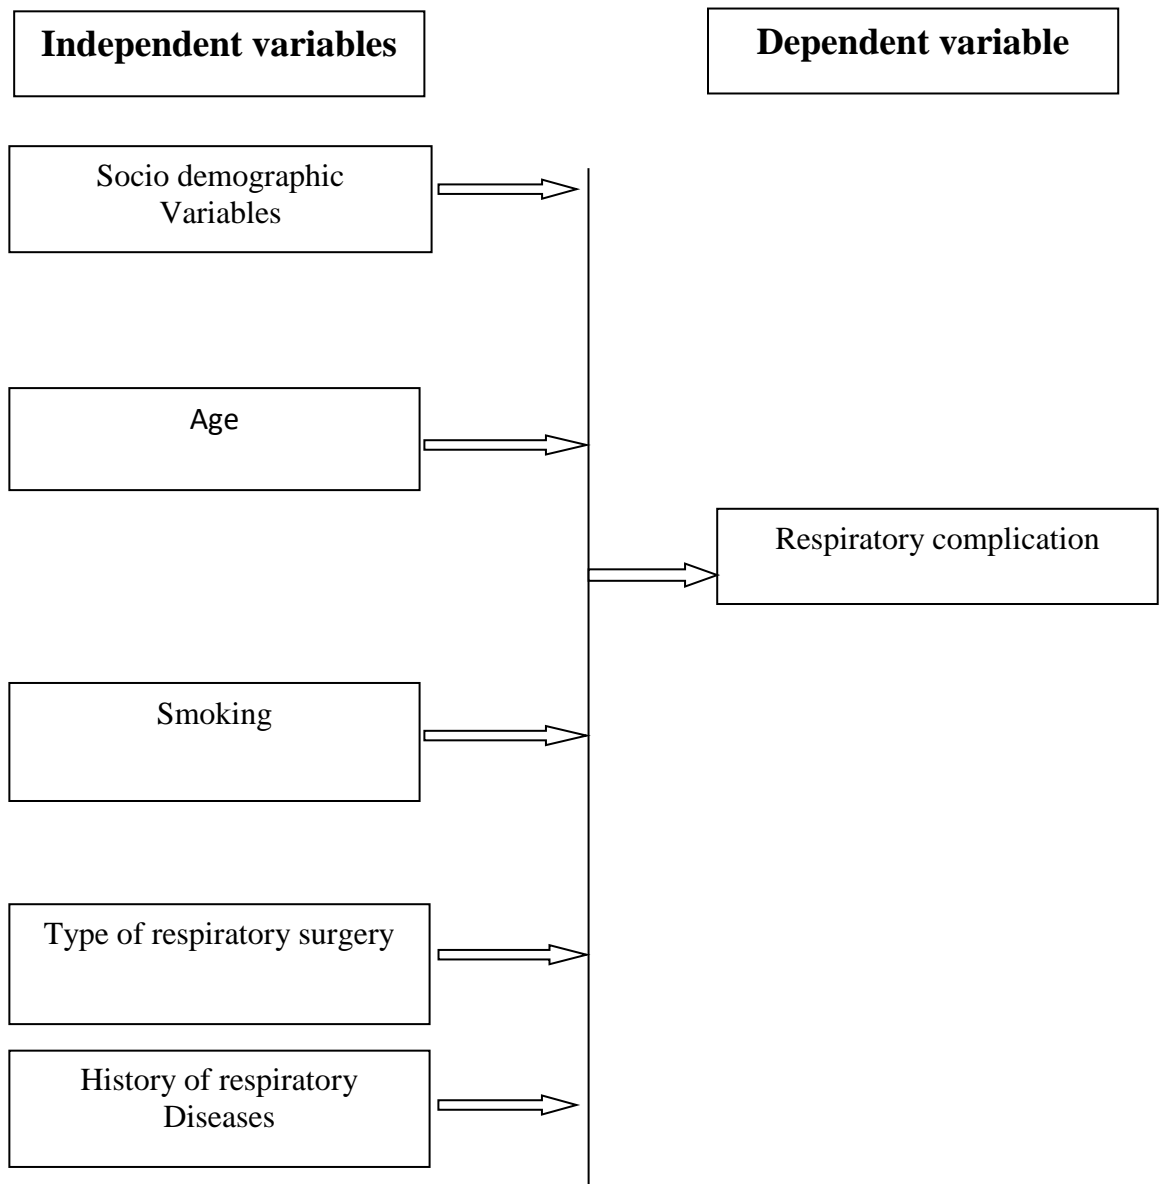 Independent variables
Dependent variable
Socio demographic
Variables
Age
Respiratory complication
Smoking
Type of respiratory surgery
History of respiratory
Diseases